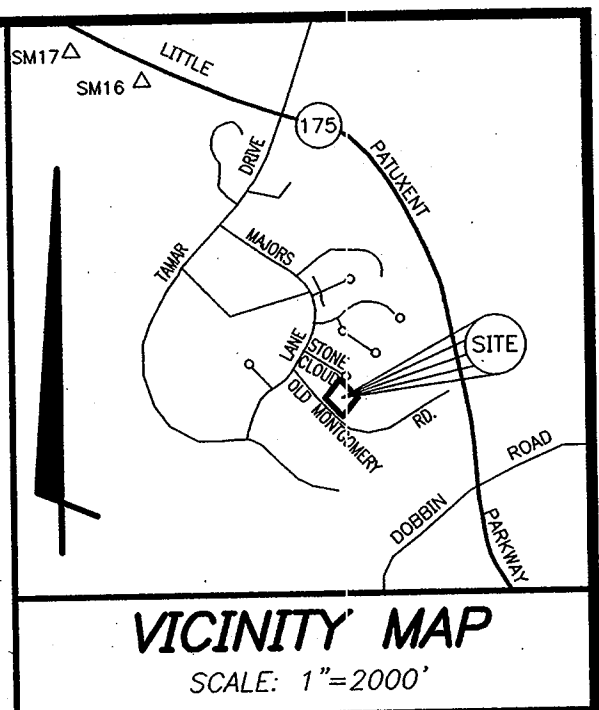 SM17
SM16
LITTLE
175
PATUXENT
PARKWAY
TAMAR
DRIVE
MAJORS
LANE
STONE
CLOUD
SITE
OLD MONTGOMERY
RD.
DOBBIN
ROAD
VICINITY MAP
SCALE: 1"=2000'